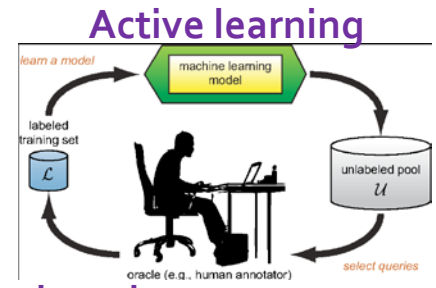 Active learning
learn a model
machine learning
model
labeled
training set
L
unlabeled pool
U
select queries
oracle (e.g., human annotator)